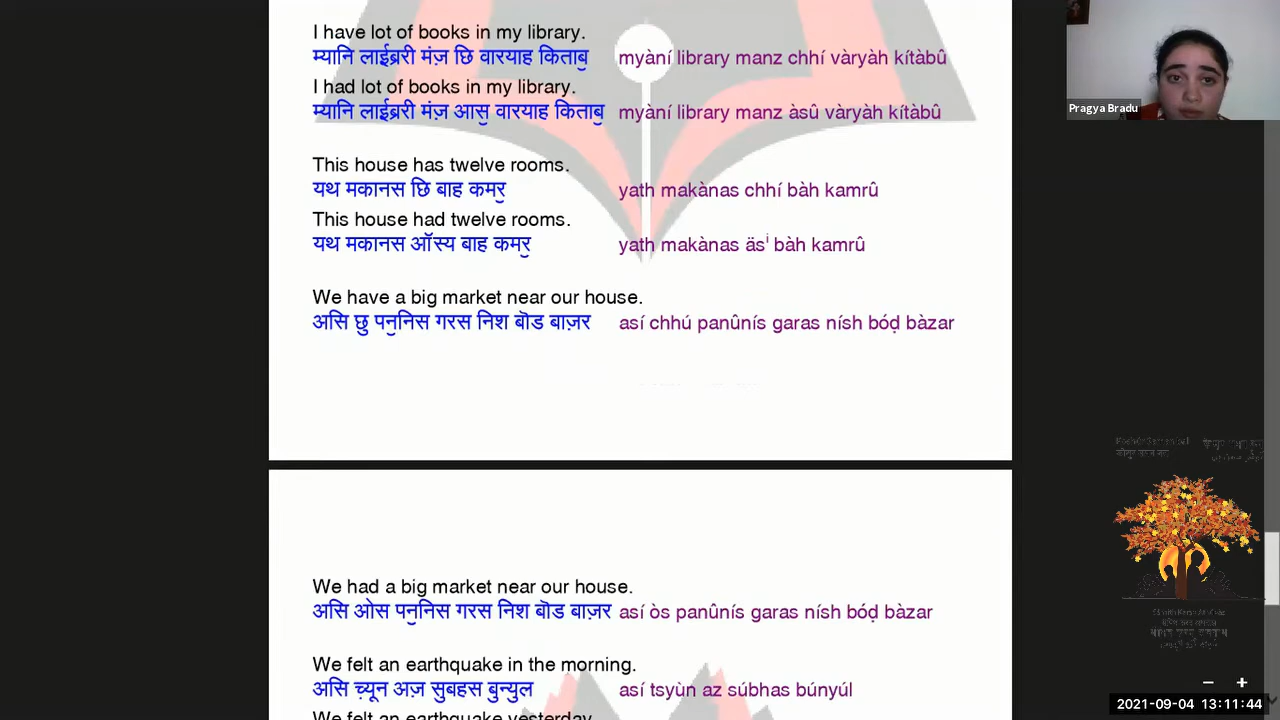 I have lot of books in my library.
म्यानि लाईब्ररी मंज़ छि वारयाह किताब॒ myàní library manz chhí vàryàh kítàbû
I had lot of books in my library.
म्यानि लाईब्ररी मंज़ आस॒ वारयाह किताब॒ myàní library manz àsû vàryàh kítàbû
This house has twelve rooms.
यथ मकानस छि बाह कमर॒ yath makànas chhí bàh kamrû
This house had twelve rooms.
यथ मकानस ऑस्य बाह कमर॒ yath makànas äsⁱ bàh kamrû
We have a big market near our house.
असि छु पन॒निस गरस निश बॊड बाज़र así chhú panûnís garas nísh bóḍ bàzar
We had a big market near our house.
असि ओस पन॒निस गरस निश बॊड बाज़र así òs panûnís garas nísh bóḍ bàzar
We felt an earthquake in the morning.
असि च़्यून अज़ सुबहस बुन्युल así tsyùn az súbhas búnyúl
We felt an earthquake yesterday
Pragya Bradu
2021-09-04 13:11:44